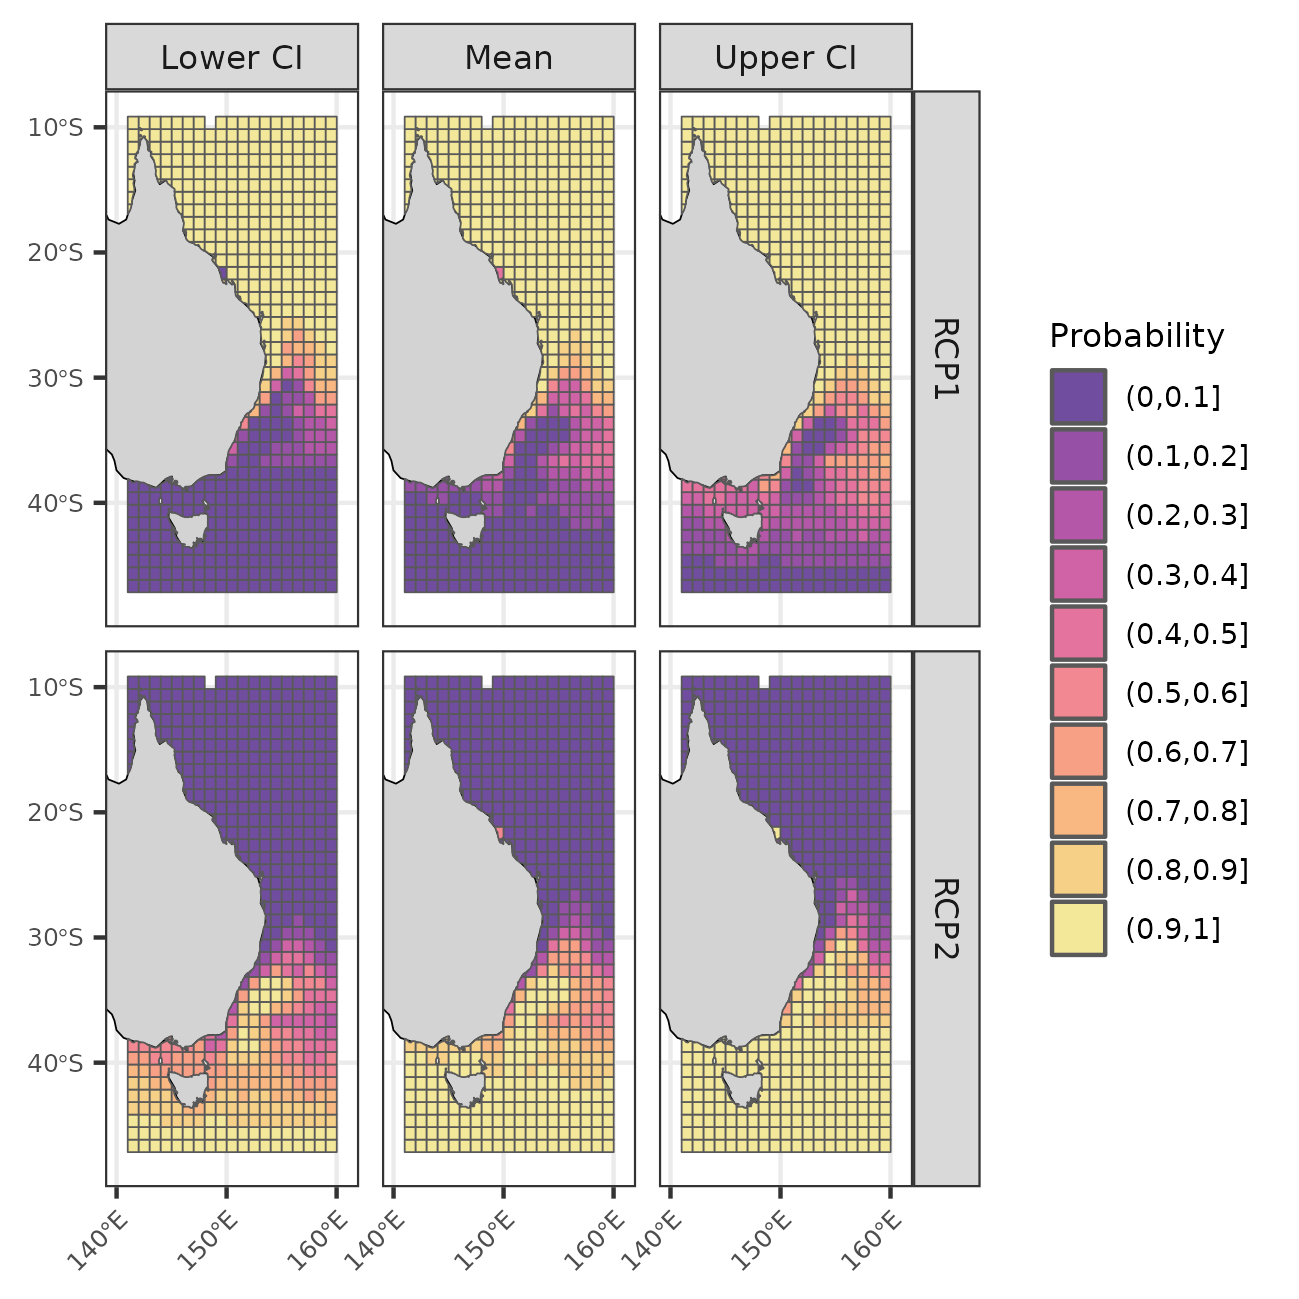 Lower CI Mean Upper CI
10°S
20°S
30°S
40°S
RCP1
10°S
20°S
30°S
40°S
RCP2
140°E 150°E 160°E 140°E 150°E 160°E 140°E 150°E 160°E
Probability
(0,0.1]
(0.1,0.2]
(0.2,0.3]
(0.3,0.4]
(0.4,0.5]
(0.5,0.6]
(0.6,0.7]
(0.7,0.8]
(0.8,0.9]
(0.9,1]